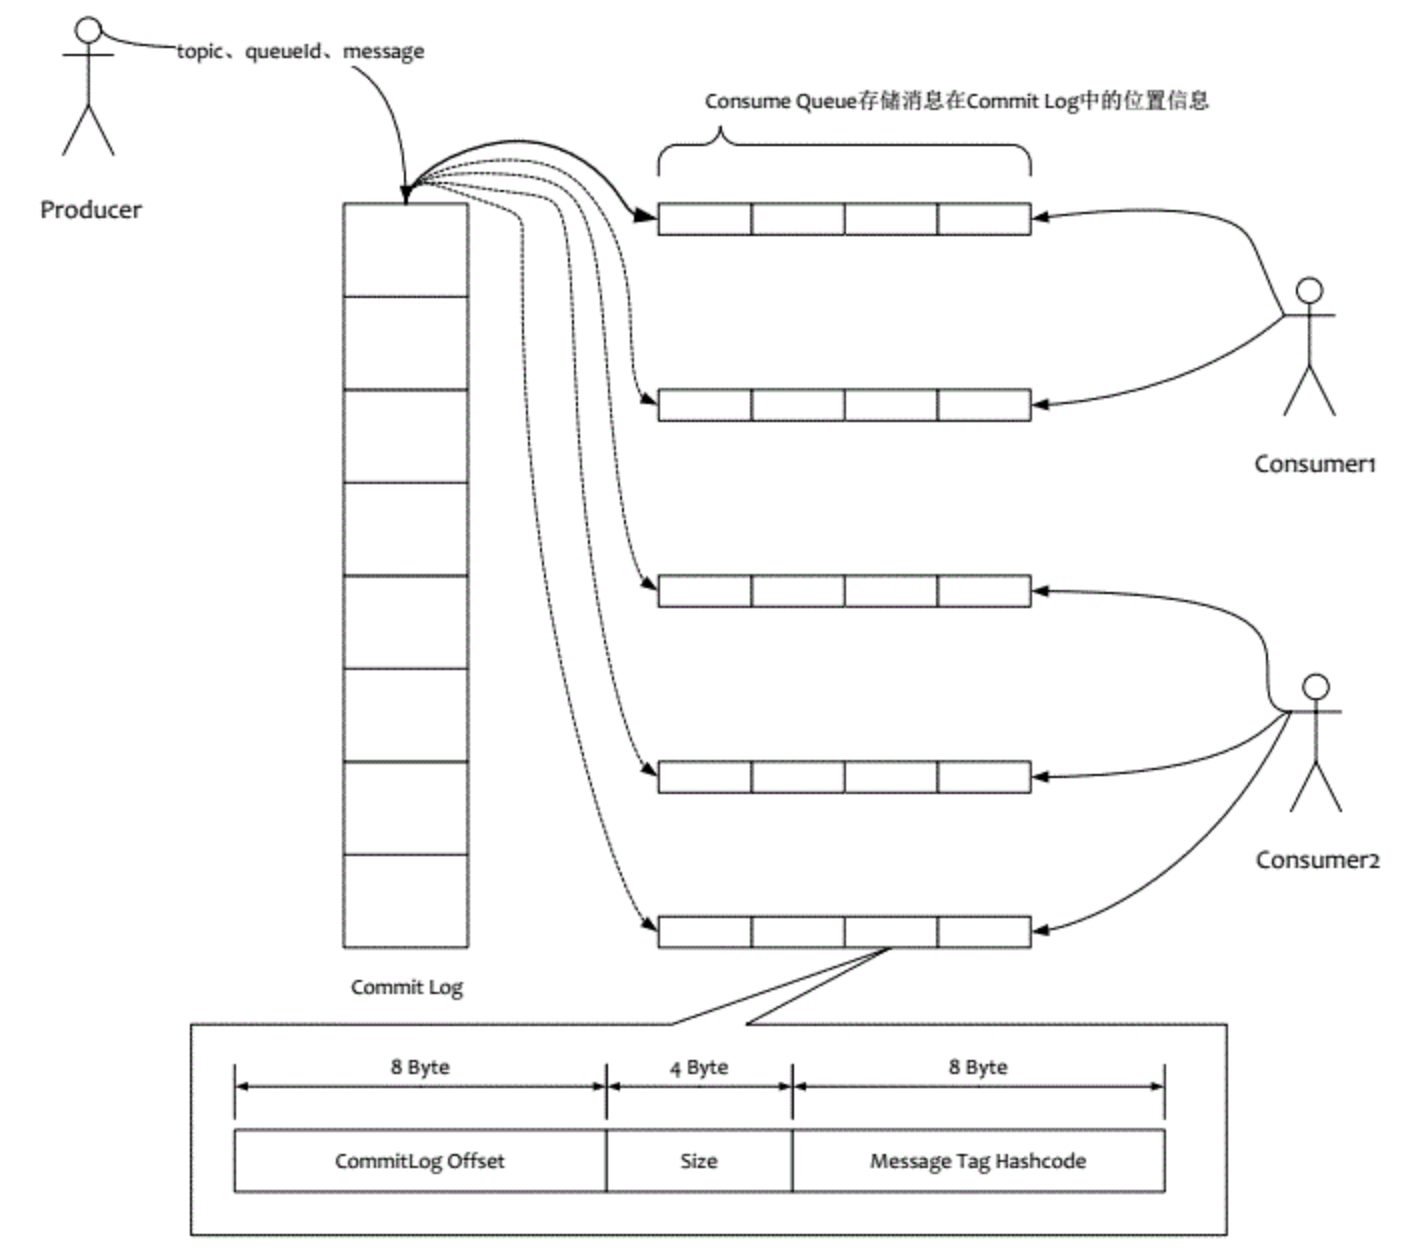 topic、queueId、message
Consume Queue存储消息在Commit Log中的位置信息
Producer
Consumer1
Consumer2
Commit Log
8 Byte
4 Byte
8 Byte
CommitLog Offset
Size
Message Tag Hashcode